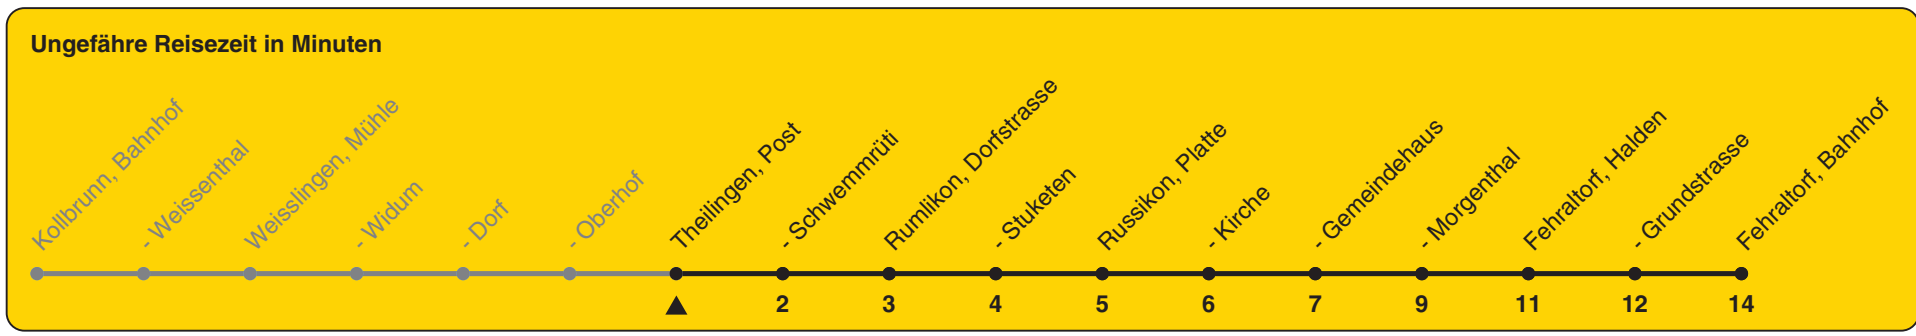 Ungefähre Reisezeit in Minuten
Kollbrunn, Bahnhof
- Weissenthal
Weisslingen, Mühle
- Widum
- Dorf
- Oberhof
Theilingen, Post
- Schwemmrüti
Rumlikon, Dorfstrasse
- Stuketen
Russikon, Platte
- Kirche
- Gemeindehaus
- Morgenthal
Fehraltorf, Halden
- Grundstrasse
Fehraltorf, Bahnhof
2 3 4 5 6 7 9 11 12 14